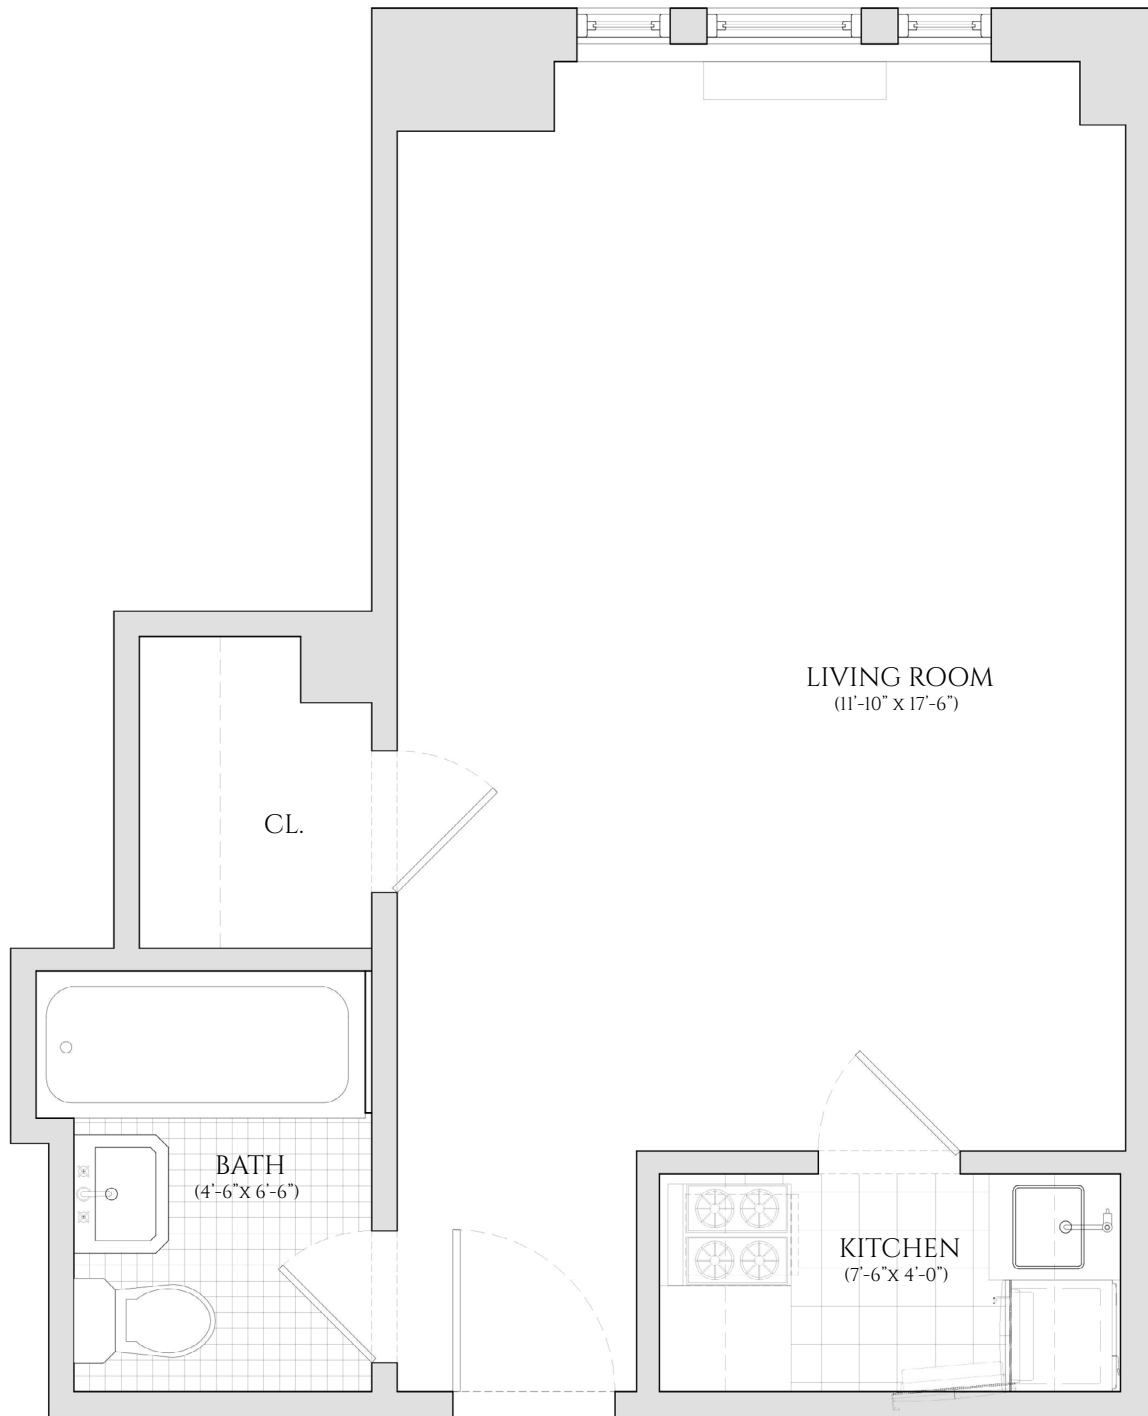 LIVING ROOM
(11'-10" X 17'-6")
CL.
BATH
(4'-6"X 6'-6")
KITCHEN
(7'-6"X 4'-0")